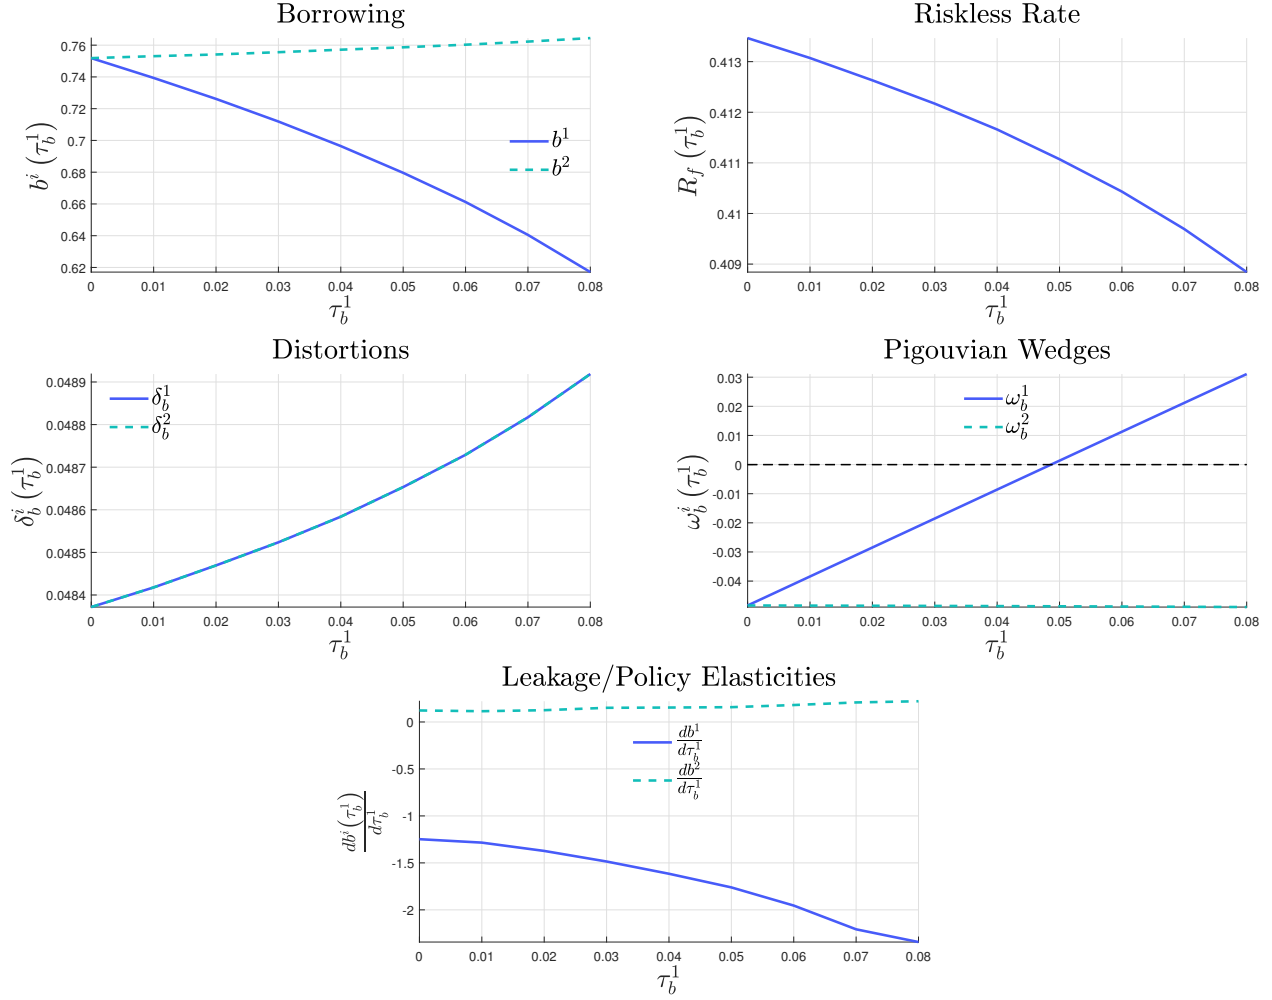 Borrowing
0.76
0.74
0.72
0.7
0.68
0.66
0.64
0.62
b^i (τ_b^1)
b^1
b^2
0 0.01 0.02 0.03 0.04 0.05 0.06 0.07 0.08
τ_b^1
Riskless Rate
0.413
0.412
0.411
0.41
0.409
R_f (τ_b^1)
0 0.01 0.02 0.03 0.04 0.05 0.06 0.07 0.08
τ_b^1
Distortions
0.0489
0.0488
0.0487
0.0486
0.0485
0.0484
δ_b^i (τ_b^1)
δ_b^1
δ_b^2
0 0.01 0.02 0.03 0.04 0.05 0.06 0.07 0.08
τ_b^1
Pigouvian Wedges
0.03
0.02
0.01
0
-0.01
-0.02
-0.03
-0.04
ω_b^i (τ_b^1)
ω_b^1
ω_b^2
0 0.01 0.02 0.03 0.04 0.05 0.06 0.07 0.08
τ_b^1
Leakage/Policy Elasticities
0
-0.5
-1
-1.5
-2
db^i(τ_b^1)/dτ_b^1
db^1/dτ_b^1
db^2/dτ_b^1
0 0.01 0.02 0.03 0.04 0.05 0.06 0.07 0.08
τ_b^1